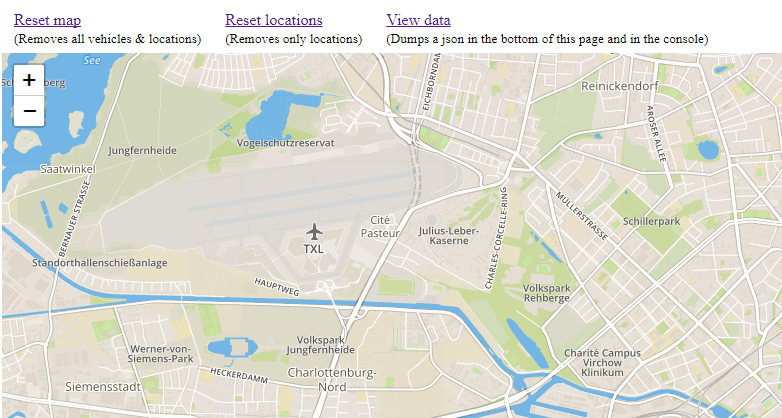 Reset map
(Removes all vehicles & locations)
Reset locations
(Removes only locations)
View data
(Dumps a json in the bottom of this page and in the console)
See
+
−
Reinickendorf
AROSER ALLEE
Jungfernheide
Vogelschutzreservat
Saatwinkel
BERNAUER-STRASSE
Cité
Pasteur
TXL
Julius-Leber-
Kaserne
CHARLES-CORCELLE-RING
MÜLLERSTRASSE
Schillerpark
Standorthallenschießanlage
HAUPTWEG
Volkspark
Rehberge
Volkspark
Jungfernheide
Werner-von-
Siemens-Park
HECKERDAMM
Charlottenburg-
Nord
Siemensstadt
Charité Campus
Virchow
Klinikum